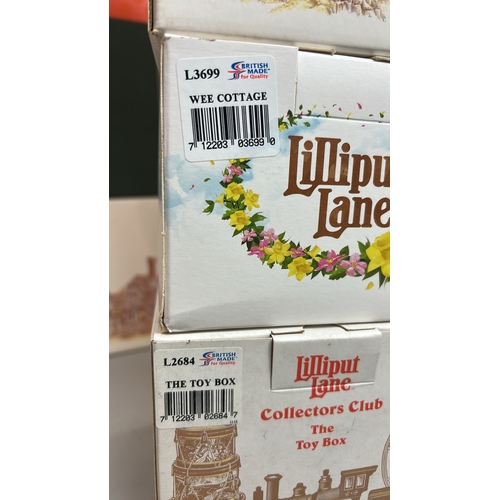 L3699 BRITISH MADE for Quality
WEE COTTAGE
7 12203 03699 0
Lilliput
Lane
L2684 BRITISH MADE for Quality
THE TOY BOX
7 12203 02684 7
Lilliput
Lane
Collectors Club
The
Toy Box